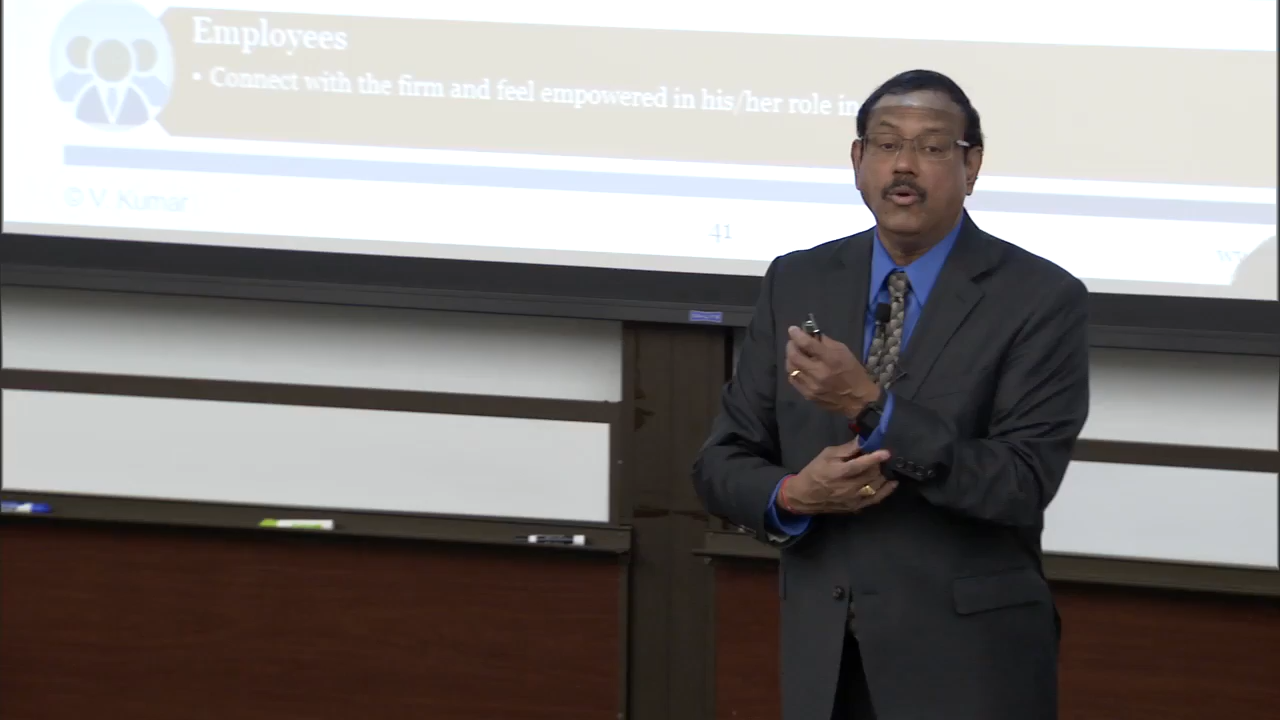 Employees
• Connect with the firm and feel empowered in his/her role in
© V. Kumar
41